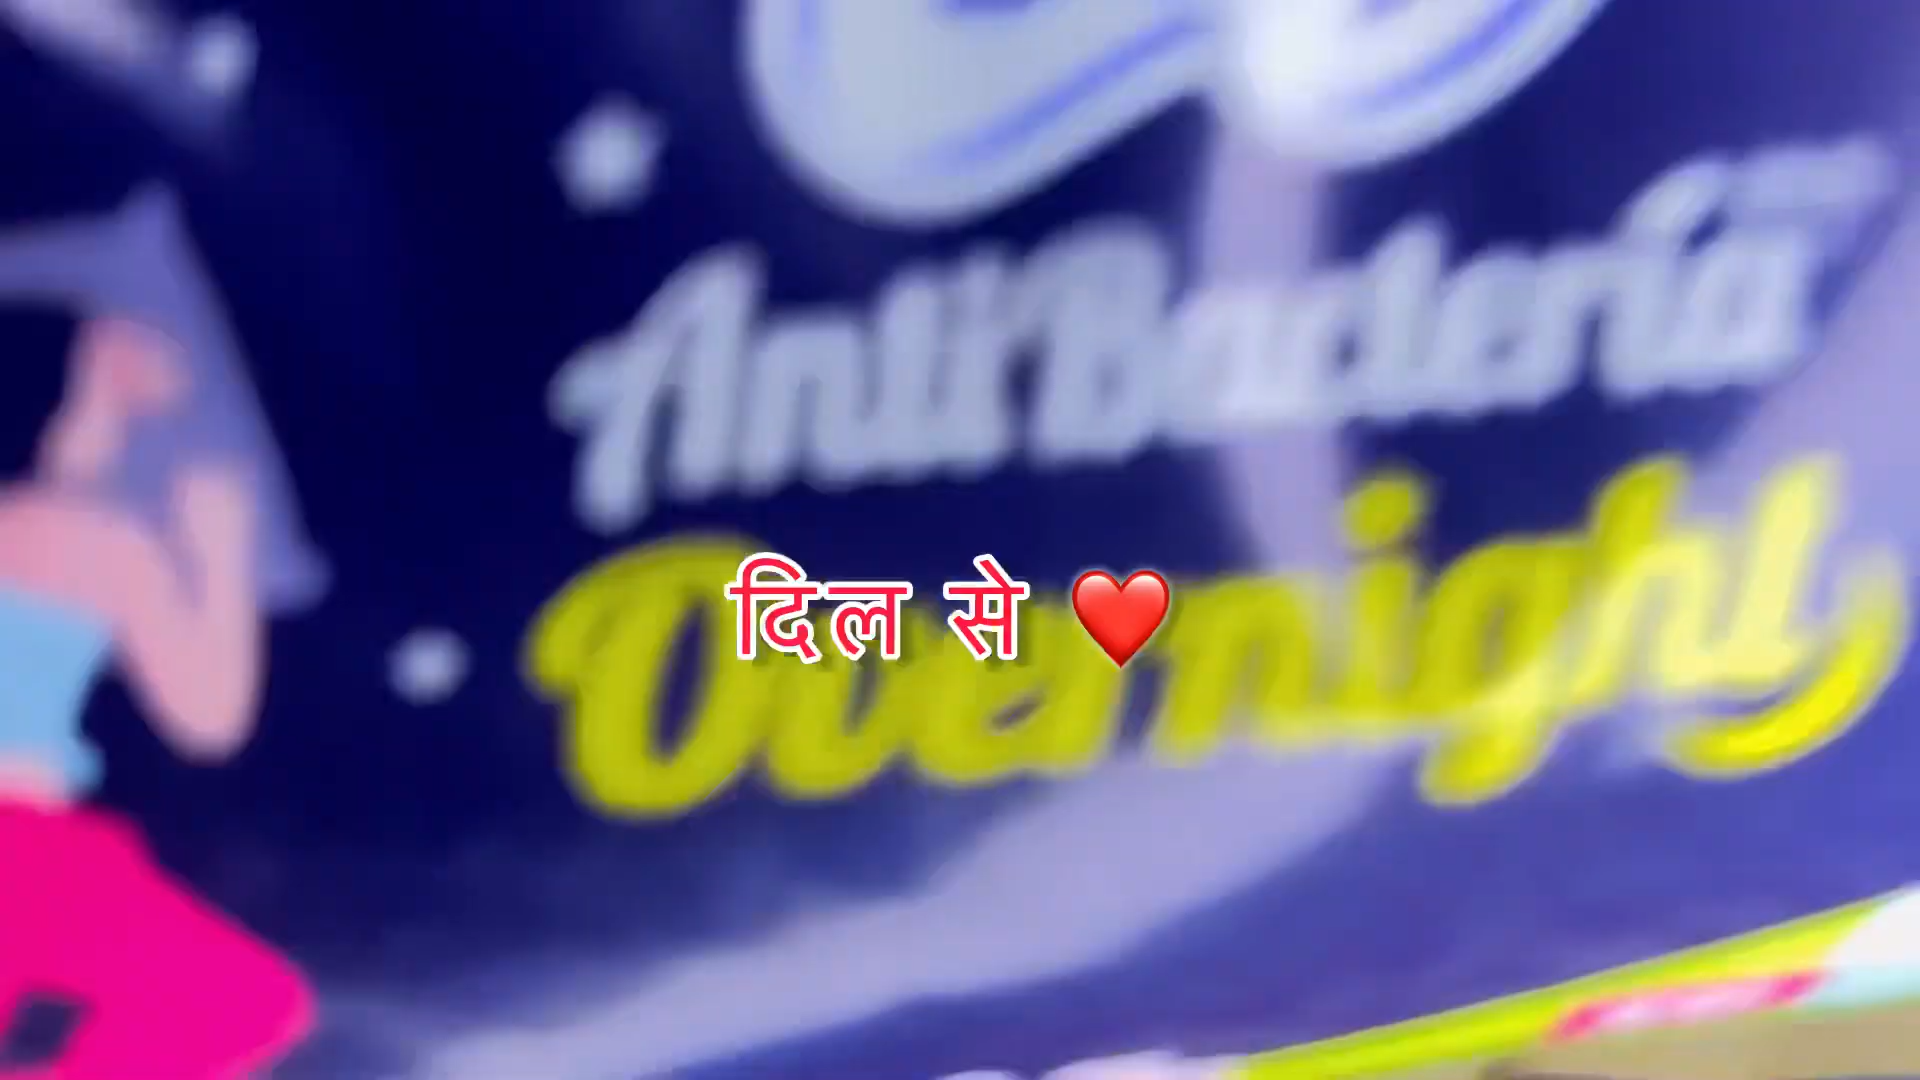 AntiBacteria
Overnight
दिल से ❤️